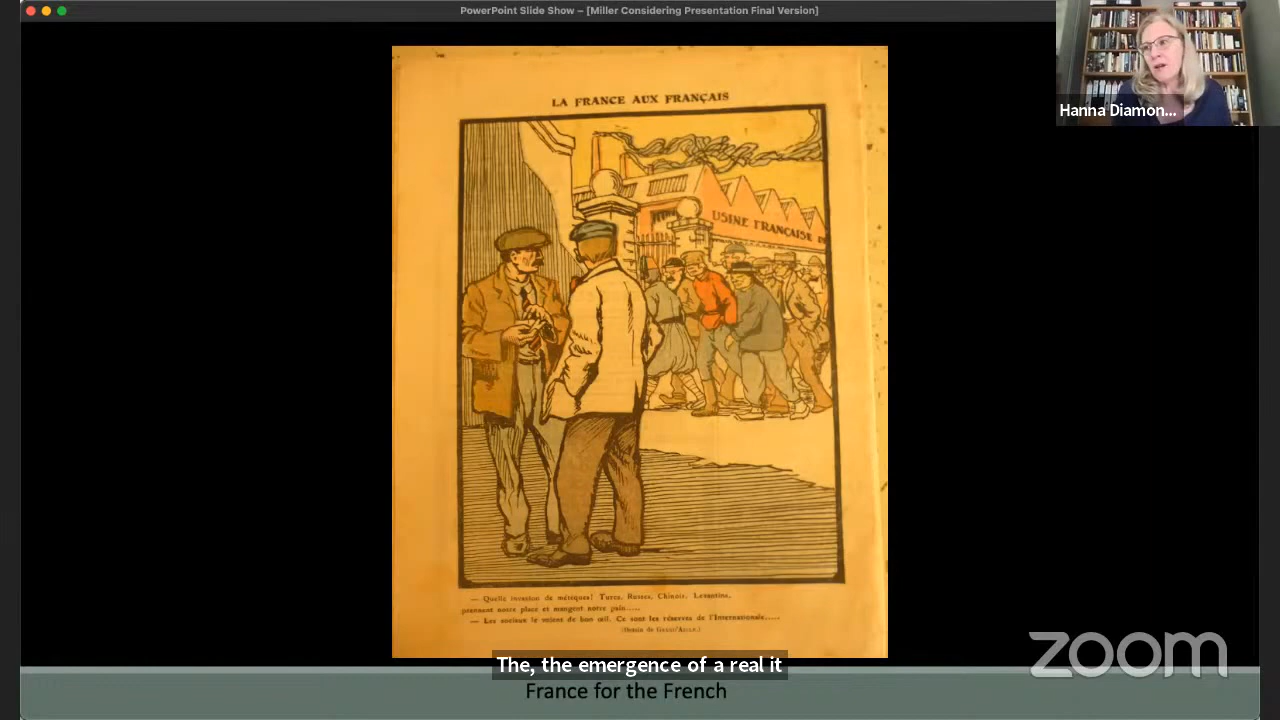 PowerPoint Slide Show – [Miller Considering Presentation Final Version]
Hanna Diamon...
LA FRANCE AUX FRANÇAIS
USINE FRANÇAISE
— Quelle invasion de métèques! Turcs, Russes, Chinois, Levantins,
prennent notre place et mangent notre pain.....
— Les sociaux le voient de bon œil. Ce sont les réserves de l'Internationale.....
(Dessin de
zoom
The, the emergence of a real it
France for the French